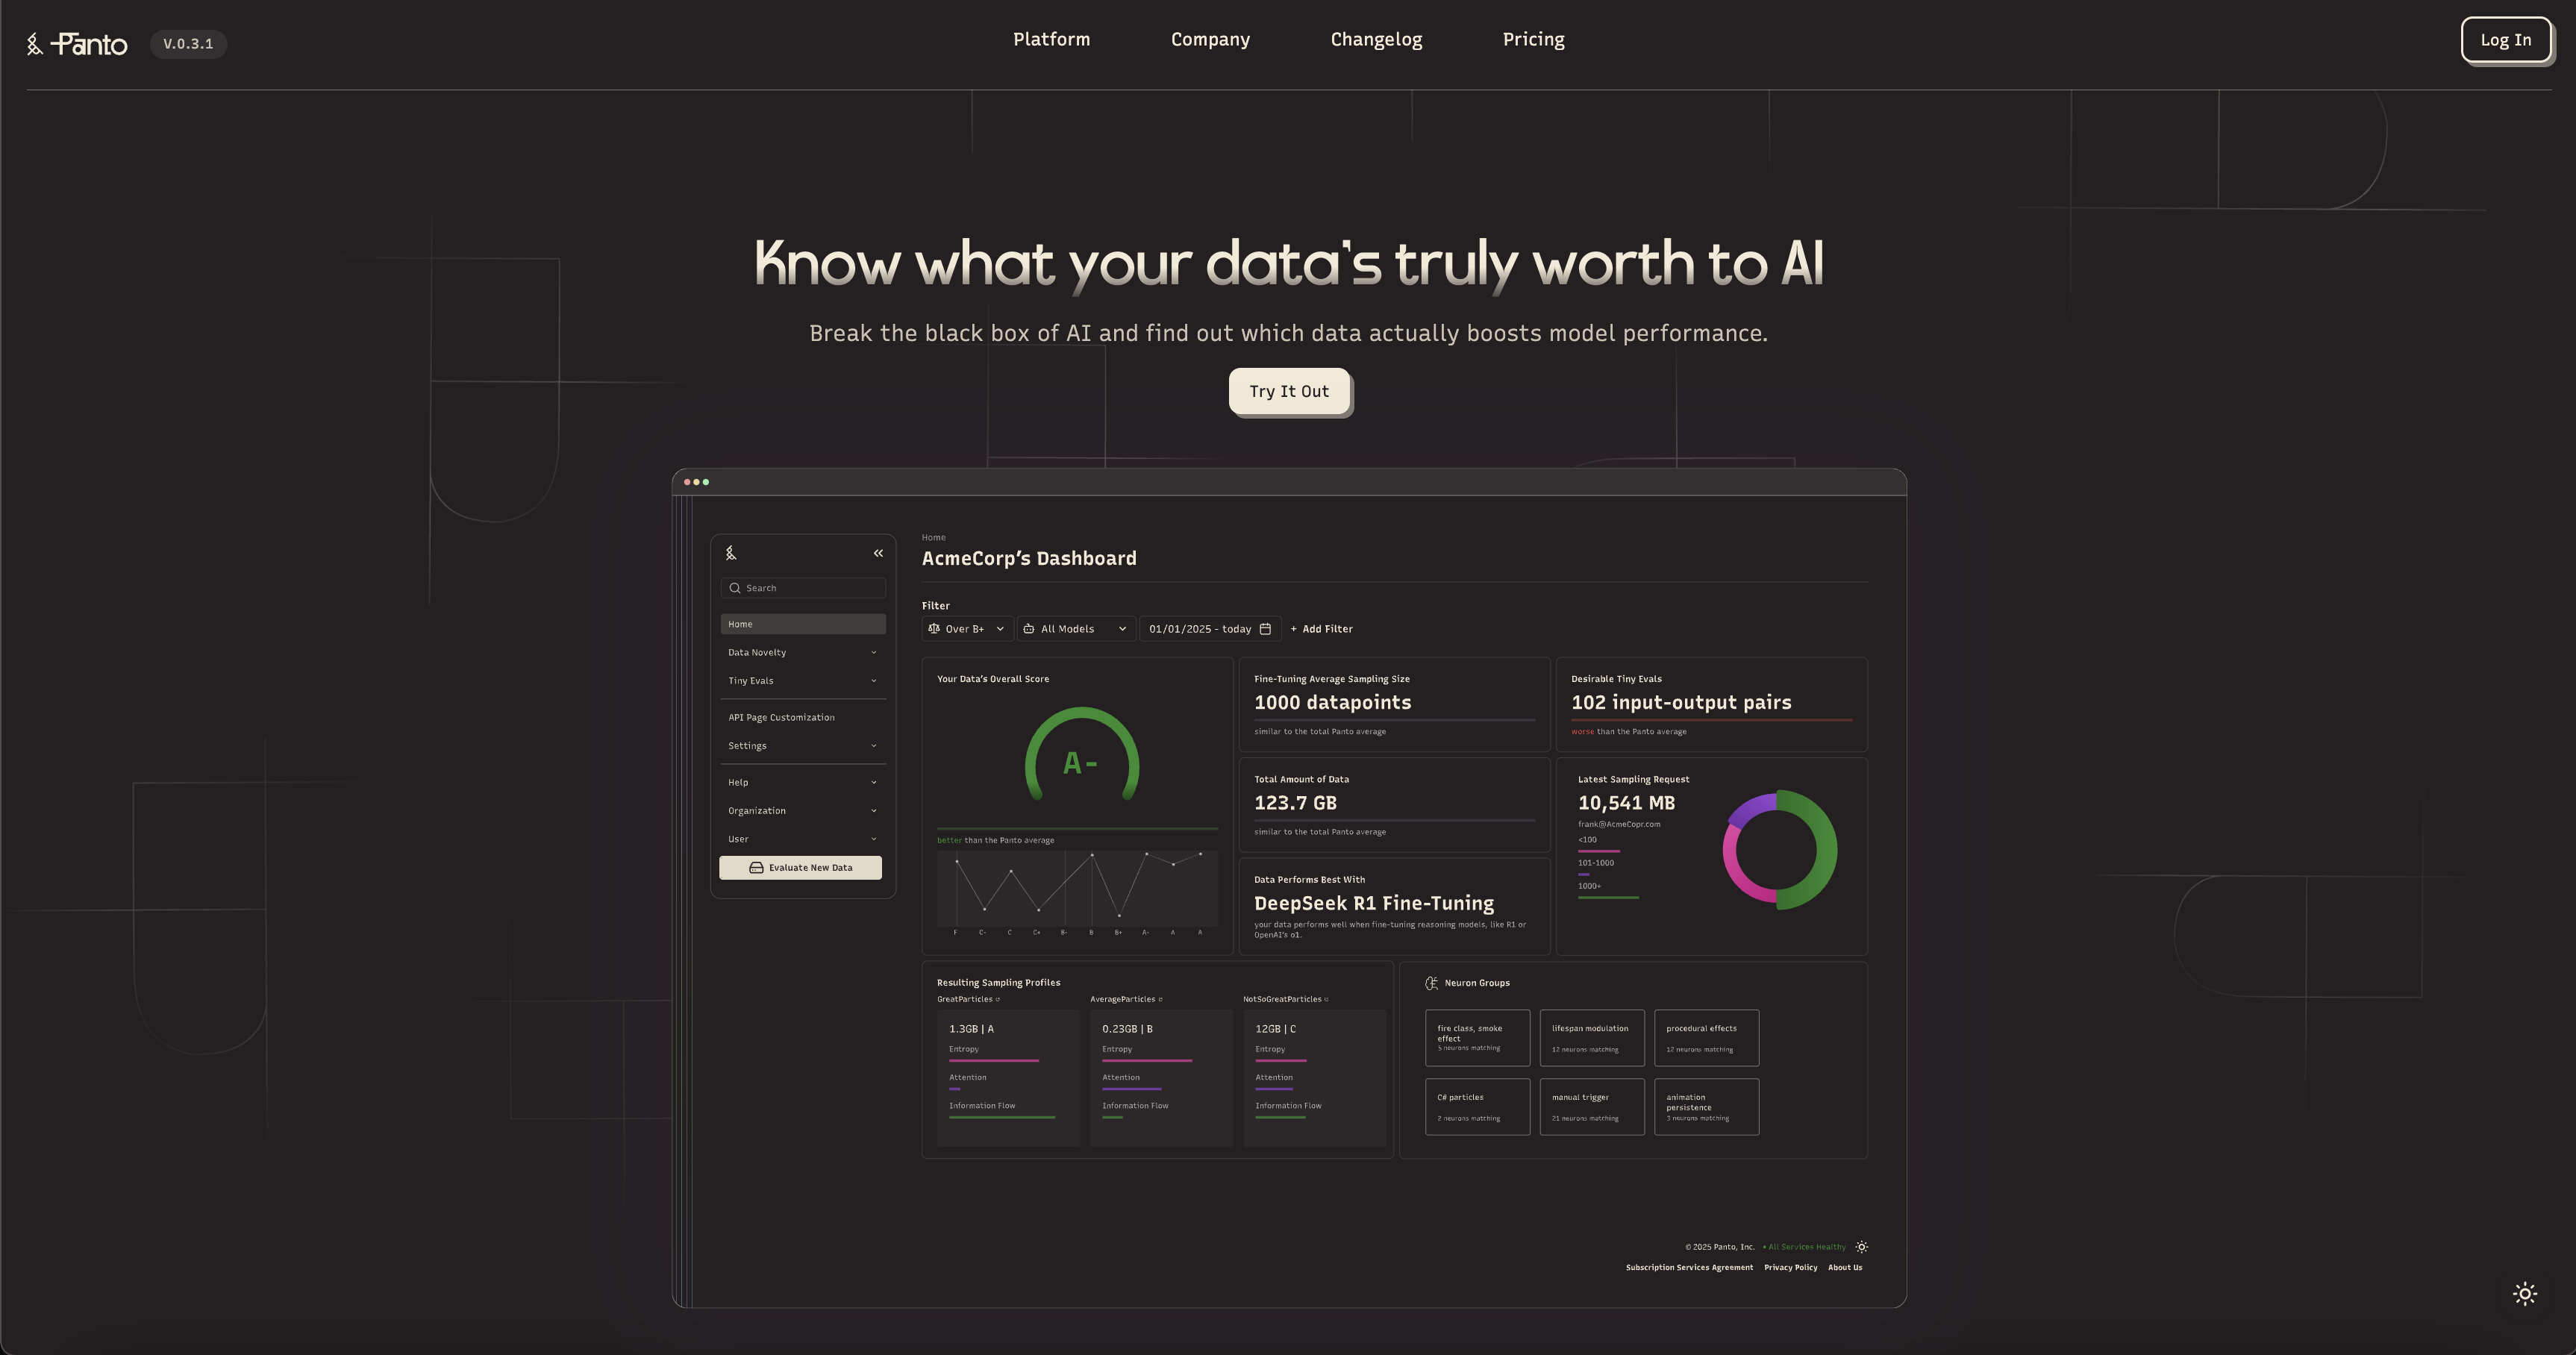 Panto
V.0.3.1
Platform
Company
Changelog
Pricing
Log In
Know what your data's truly worth to AI
Break the black box of AI and find out which data actually boosts model performance.
Try It Out
Search
Home
Data Novelty
Tiny Evals
API Page Customization
Settings
Help
Organization
User
Evaluate New Data
Home
AcmeCorp’s Dashboard
Filter
Over B+
All Models
01/01/2025 - today
+ Add Filter
Your Data’s Overall Score
A-
better than the Panto average
F C- C C+ B- B B+ A- A A
Fine-Tuning Average Sampling Size
1000 datapoints
similar to the total Panto average
Desirable Tiny Evals
102 input-output pairs
worse than the Panto average
Total Amount of Data
123.7 GB
similar to the total Panto average
Data Performs Best With
DeepSeek R1 Fine-Tuning
your data performs well when fine-tuning reasoning models, like R1 or
OpenAI’s o1.
Latest Sampling Request
10,541 MB
frank@AcmeCopr.com
<100
101-1000
1000+
Resulting Sampling Profiles
GreatParticles
1.3GB | A
Entropy
Attention
Information Flow
AverageParticles
0.23GB | B
Entropy
Attention
Information Flow
NotSoGreatParticles
12GB | C
Entropy
Attention
Information Flow
Neuron Groups
fire class, smoke
effect
5 neurons matching
lifespan modulation
12 neurons matching
procedural effects
12 neurons matching
C# particles
2 neurons matching
manual trigger
21 neurons matching
animation
persistence
3 neurons matching
© 2025 Panto, Inc.
• All Services Healthy
Subscription Services Agreement
Privacy Policy
About Us